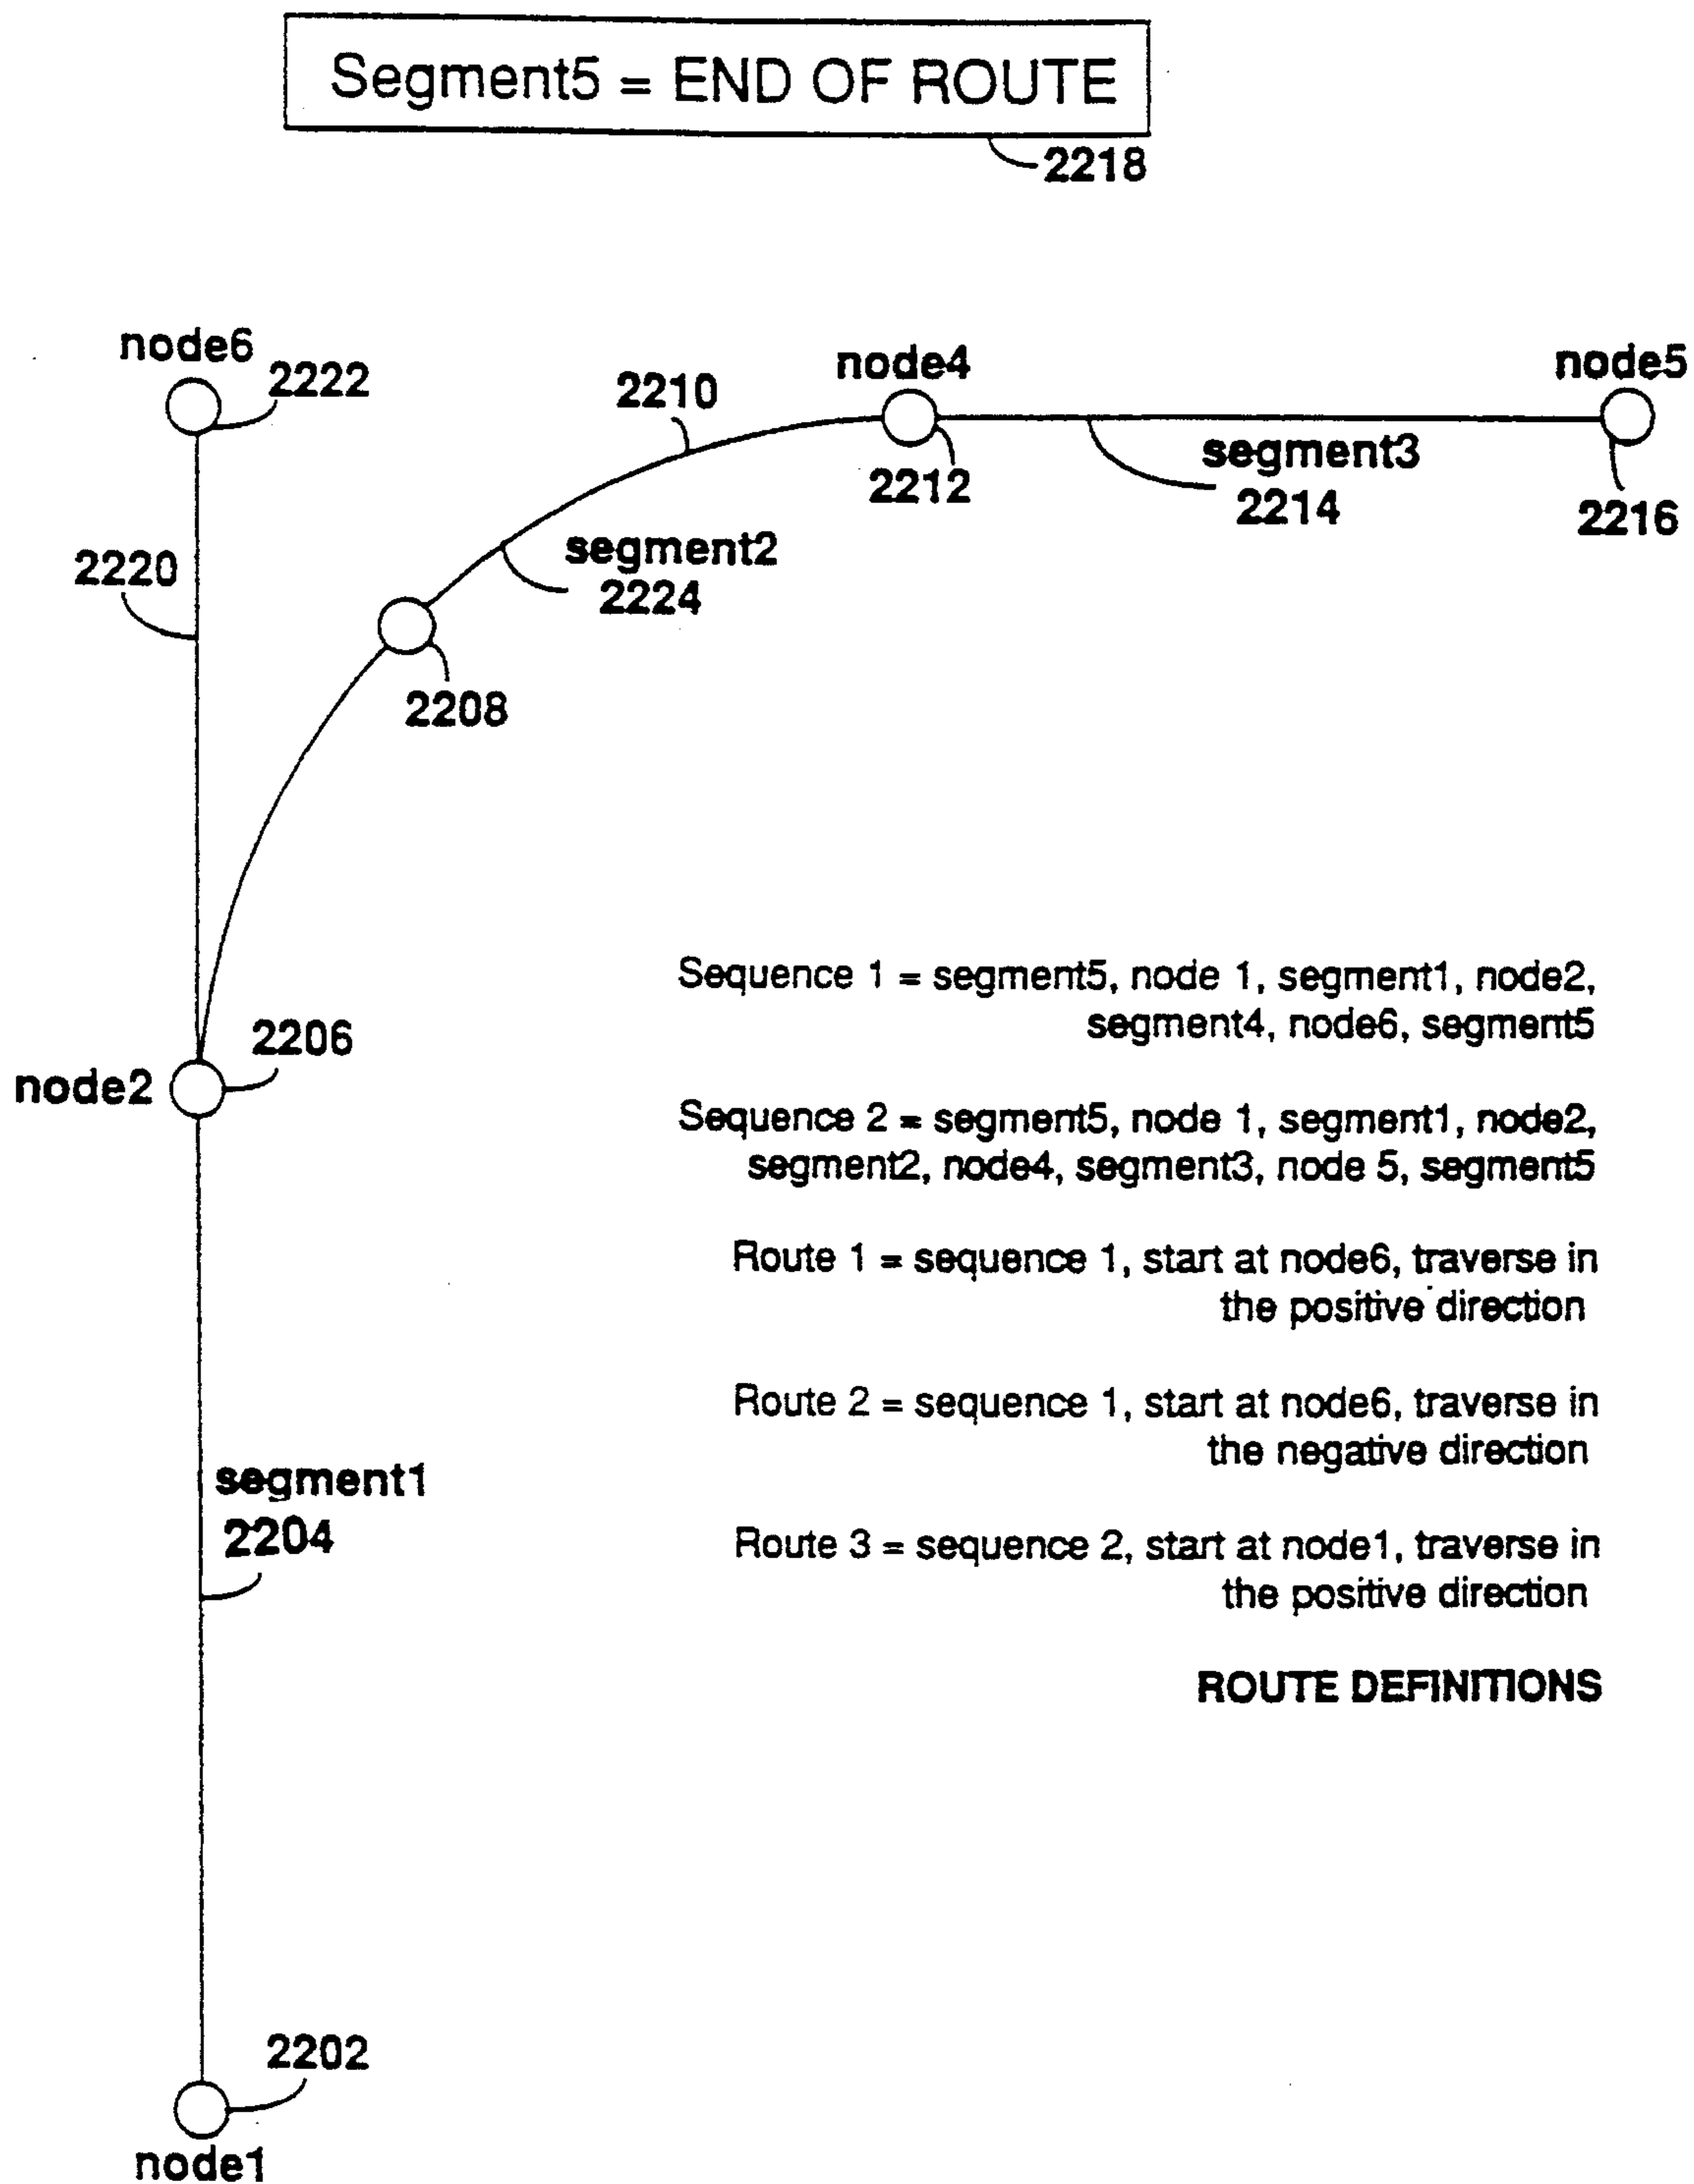 Segment5 = END OF ROUTE
2218
node6
2222
2210
node4
node5
2212
segment3
2214
2216
2220
segment2
2224
2208
Sequence 1 = segment5, node 1, segment1, node2,
segment4, node6, segment5
2206
node2
Sequence 2 = segment5, node 1, segment1, node2,
segment2, node4, segment3, node 5, segment5
Route 1 = sequence 1, start at node6, traverse in
the positive direction
Route 2 = sequence 1, start at node6, traverse in
the negative direction
segment1
2204
Route 3 = sequence 2, start at node1, traverse in
the positive direction
ROUTE DEFINITIONS
2202
node1